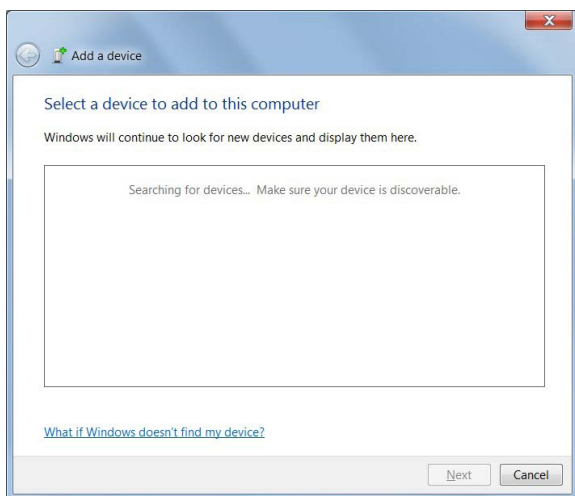 Add a device
Select a device to add to this computer
Windows will continue to look for new devices and display them here.
Searching for devices... Make sure your device is discoverable.
What if Windows doesn't find my device?
Next Cancel